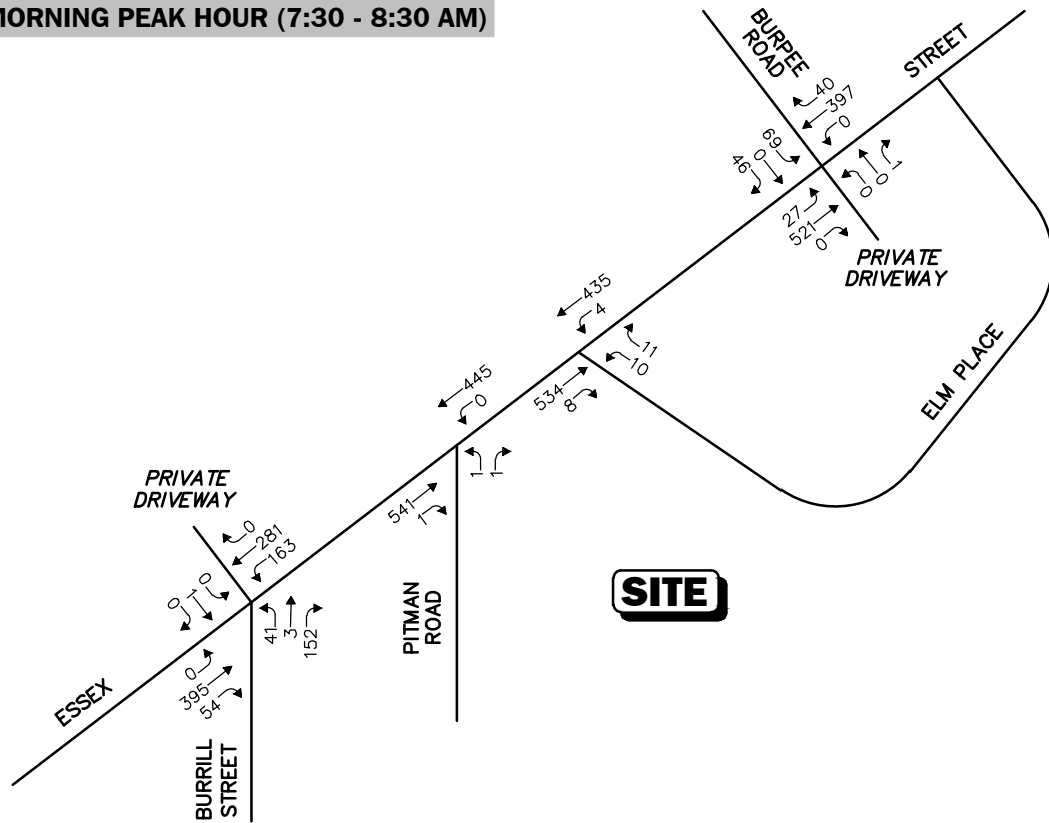 MORNING PEAK HOUR (7:30 - 8:30 AM)
BURPEE
ROAD
STREET
40
397
0
69
0
46
1
0
0
27
521
0
PRIVATE
DRIVEWAY
435
4
11
10
534
8
ELM PLACE
445
0
1
1
541
1
PRIVATE
DRIVEWAY
0
281
163
0
1
0
41
3
152
0
395
54
PITMAN
ROAD
SITE
ESSEX
BURRILL
STREET